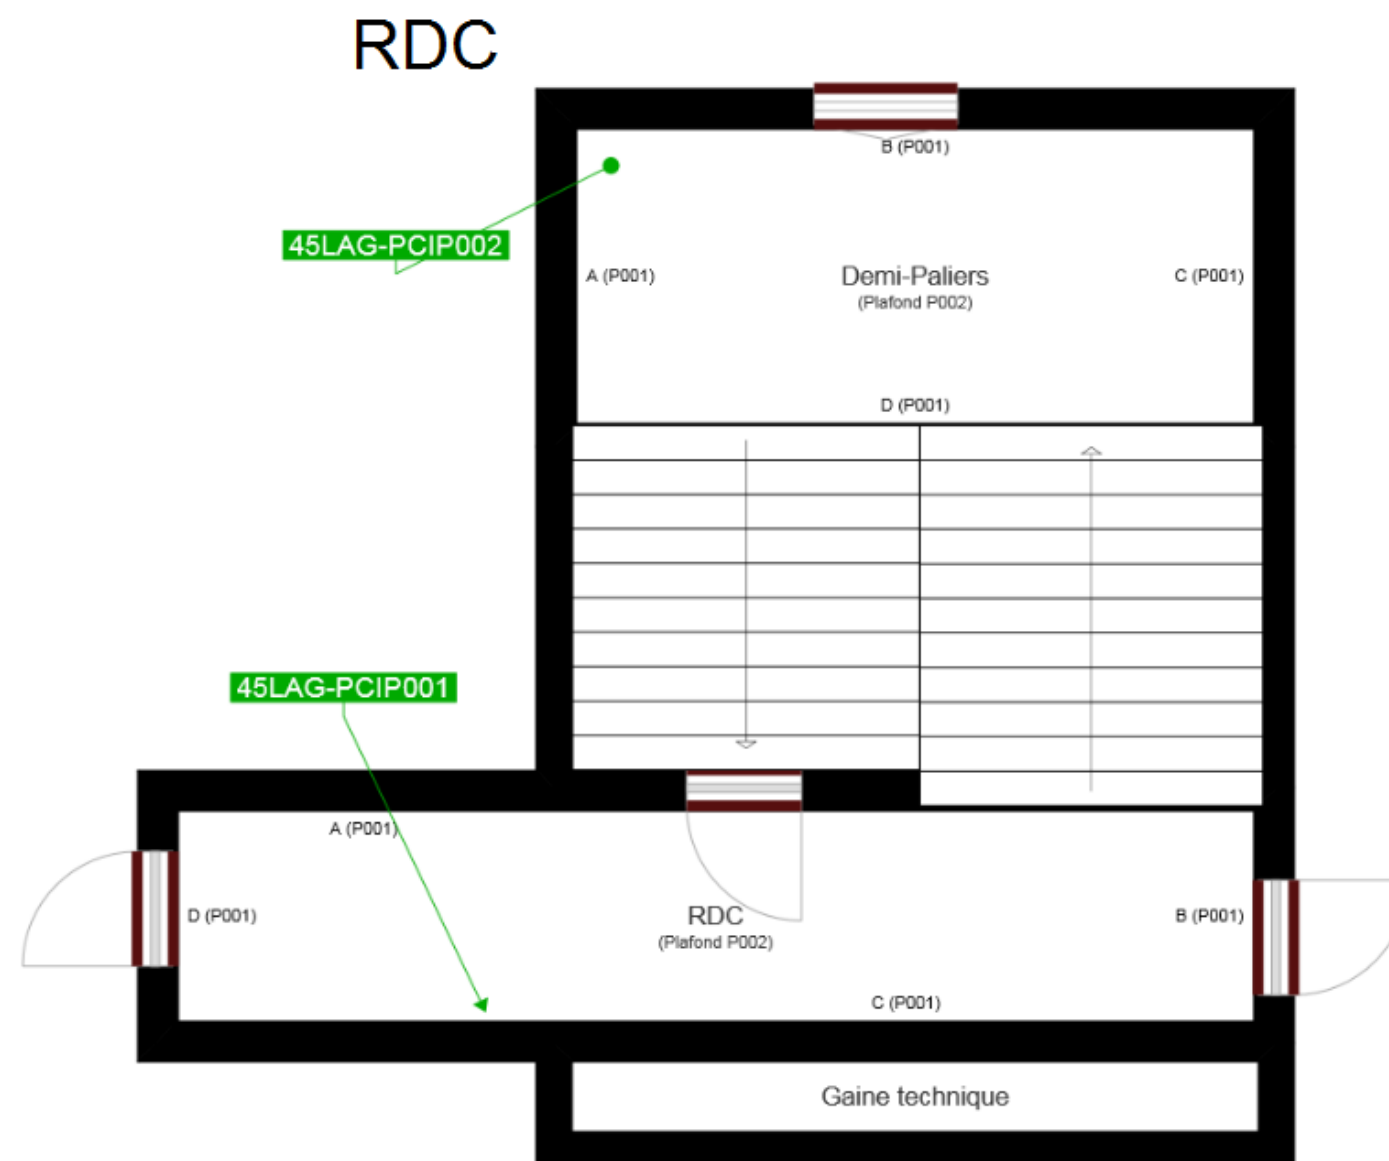 RDC
B (P001)
45LAG-PCIP002
A (P001)
Demi-Paliers
(Plafond P002)
C (P001)
D (P001)
45LAG-PCIP001
A (P001)
D (P001)
RDC
(Plafond P002)
B (P001)
C (P001)
Gaine technique